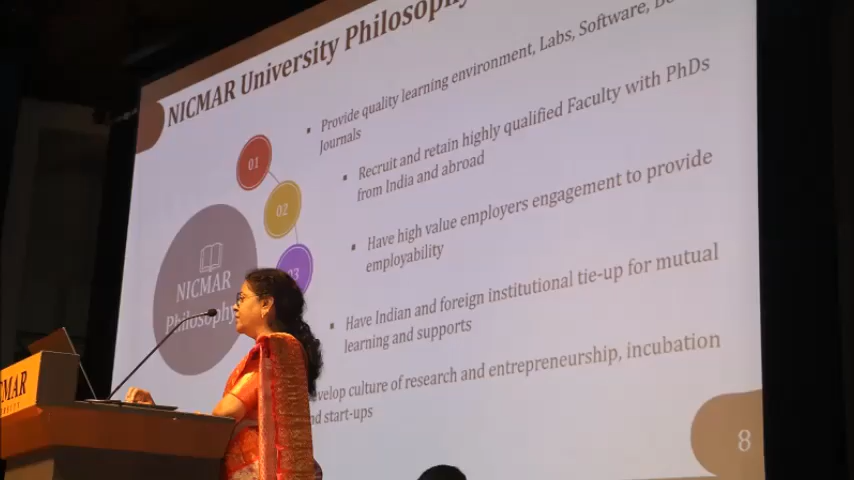 NICMAR University Philosophy
Provide quality learning environment, Labs, Software,
Journals
01
Recruit and retain highly qualified Faculty with PhDs
from India and abroad
02
Have high value employers engagement to provide
employability
03
NICMAR
Philosophy
Have Indian and foreign institutional tie-up for mutual
learning and supports
culture of research and entrepreneurship, incubation
start-ups
8